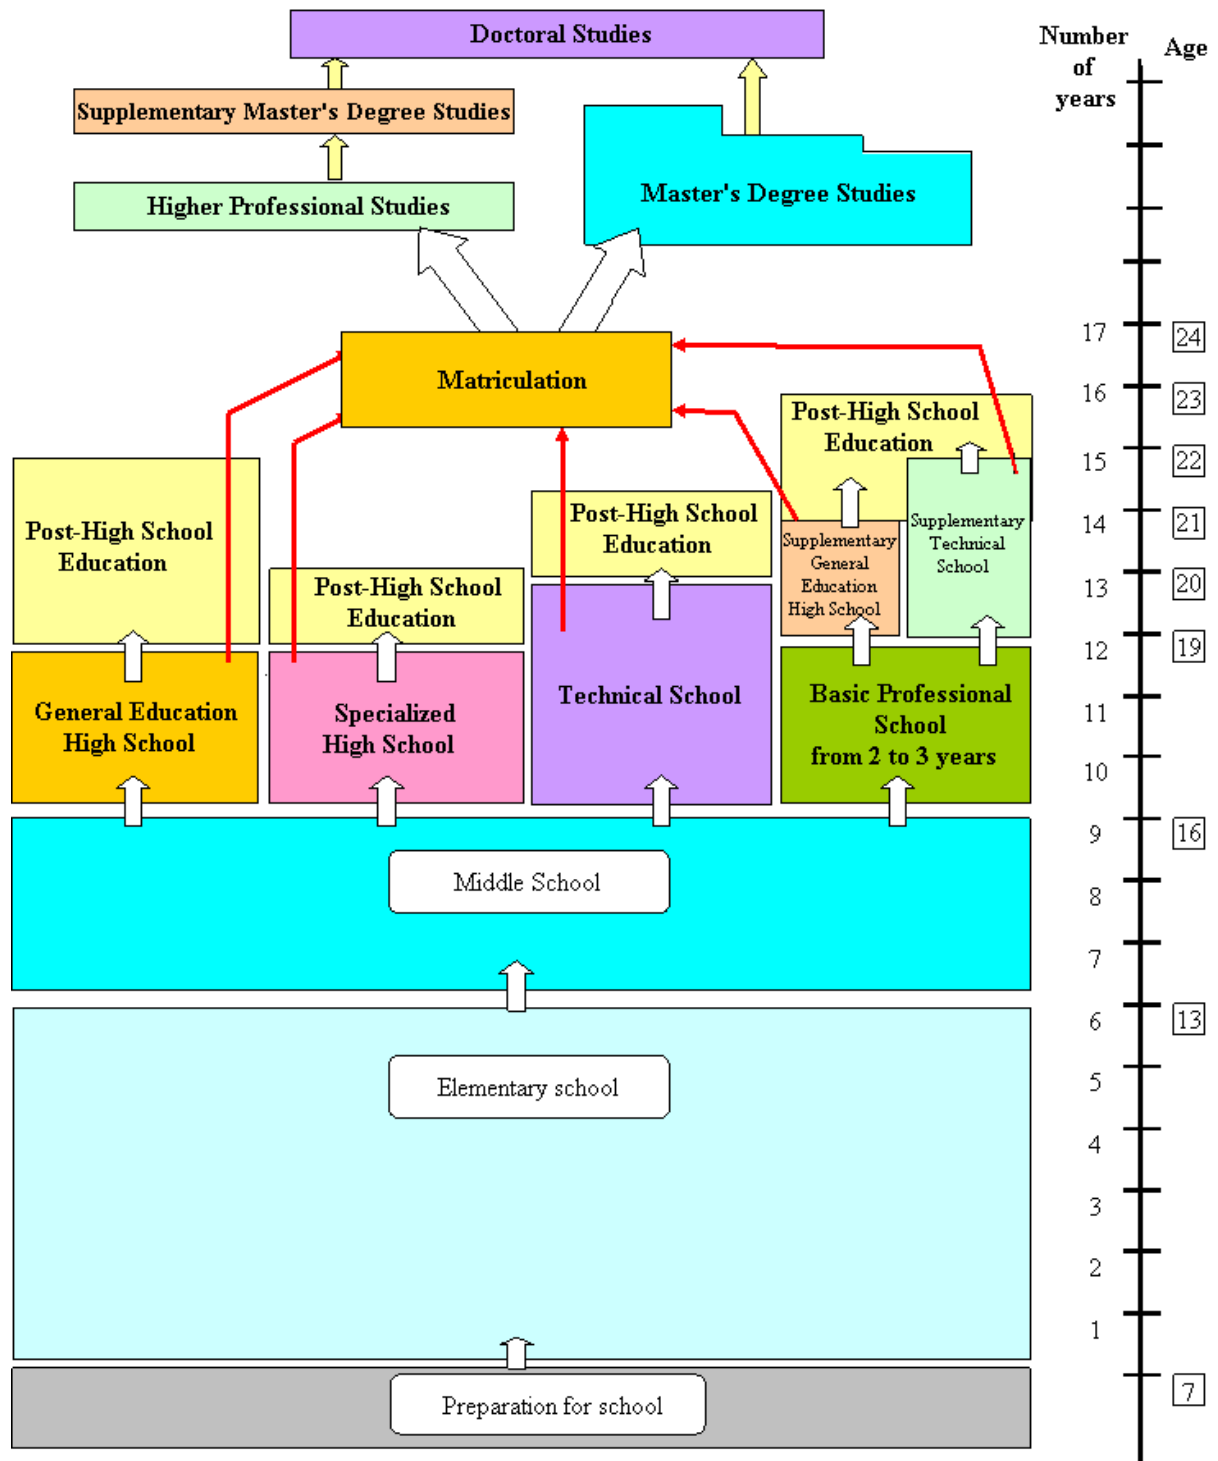 Doctoral Studies
Number
of
years
Age
Supplementary Master's Degree Studies
Master's Degree Studies
Higher Professional Studies
17
24
Matriculation
16
23
Post-High School
Education
15
22
Post-High School
Education
Post-High School
Education
Supplementary
Technical
School
14
21
Supplementary
General
Education
High School
Post-High School
Education
13
20
12
19
General Education
High School
Specialized
High School
Technical School
Basic Professional
School
from 2 to 3 years
11
10
9
16
Middle School
8
7
6
13
Elementary school
5
4
3
2
1
Preparation for school
7